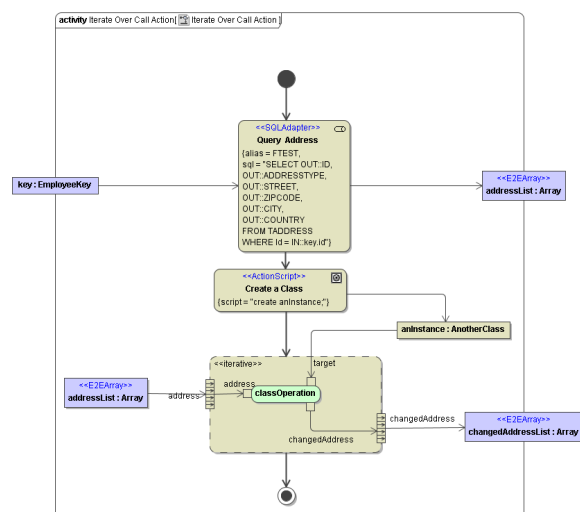 activity Iterate Over Call Action[ Iterate Over Call Action ]
<<SQLAdapter>>
Query Address
{alias = FTEST,
sql = "SELECT OUT::ID,
OUT::ADDRESSTYPE,
OUT::STREET,
OUT::ZIPCODE,
OUT::CITY,
OUT::COUNTRY
FROM TADDRESS
WHERE Id = IN::key.id"}
key : EmployeeKey
<<E2EArray>>
addressList : Array
<<ActionScript>>
Create a Class
{script = "create anInstance;"}
anInstance : AnotherClass
<<iterative>>
target
<<E2EArray>>
addressList : Array
address
address
classOperation
changedAddress
changedAddress
<<E2EArray>>
changedAddressList : Array